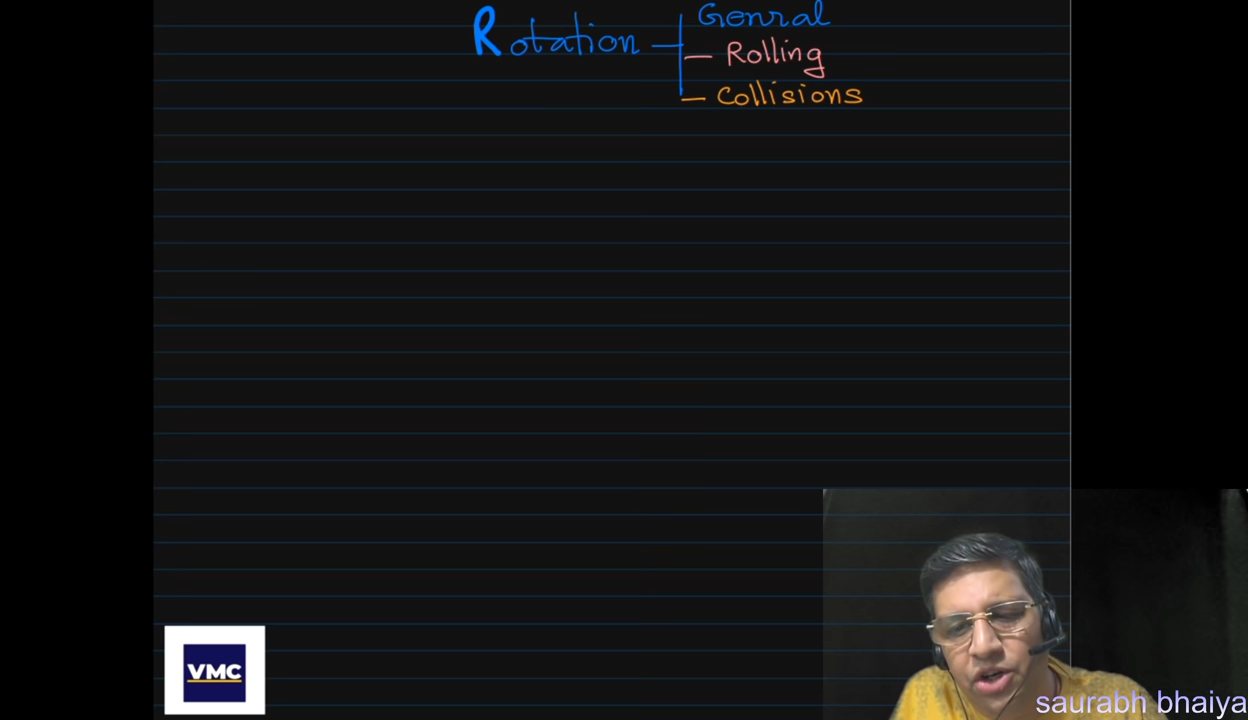 Rotation - Genral
- Rolling
- Collisions
VMC
saurabh bhaiya